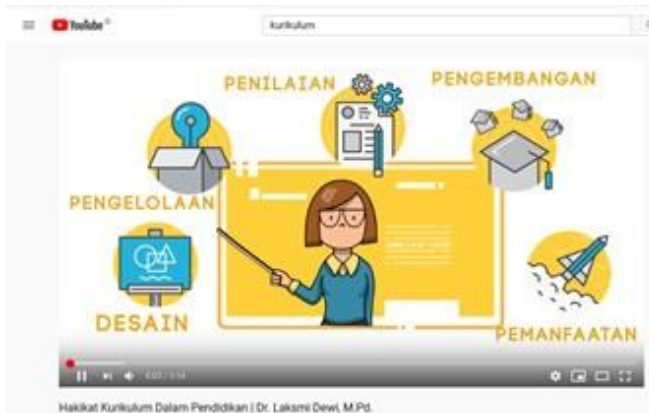 YouTube
kurikulum
PENILAIAN
PENGEMBANGAN
PENGELOLAAN
DESAIN
PEMANFAATAN
Hakikat Kurikulum Dalam Pendidikan | Dr. Laksmi Dewi, M.Pd.